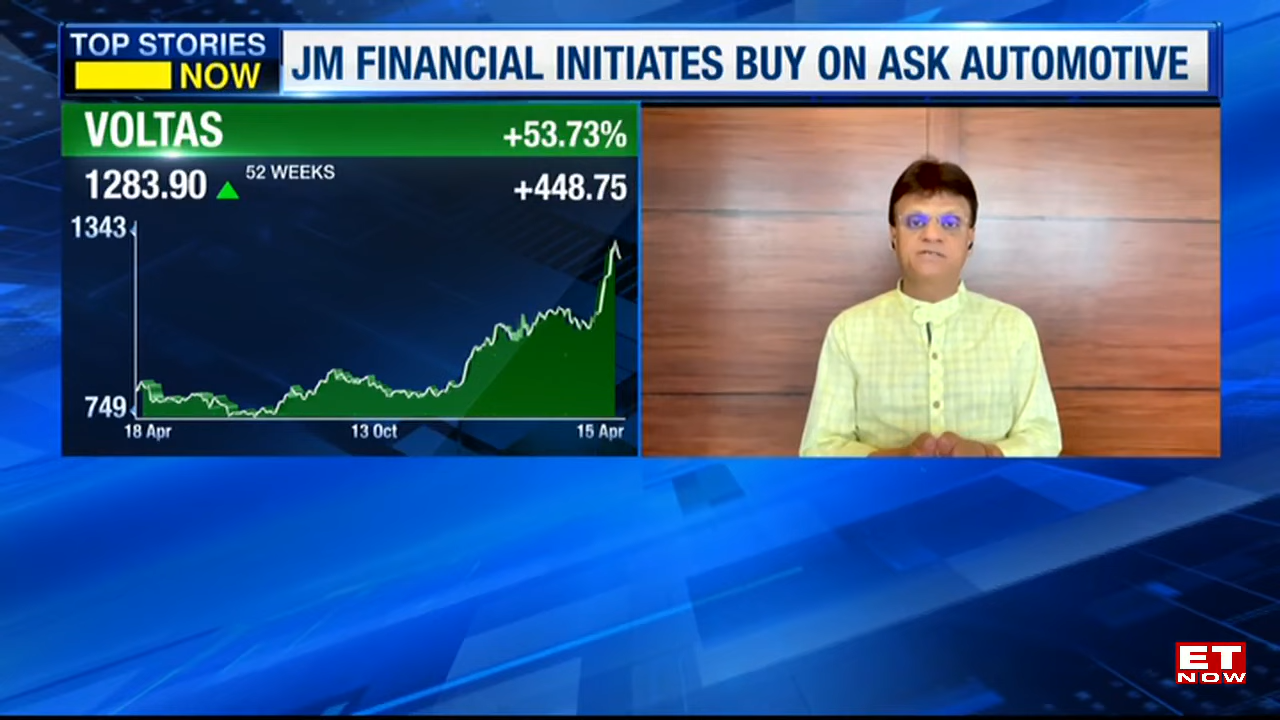 TOP STORIES
NOW
JM FINANCIAL INITIATES BUY ON ASK AUTOMOTIVE
VOLTAS +53.73%
1283.90 52 WEEKS +448.75
1343
749
18 Apr 13 Oct 15 Apr
ET
NOW